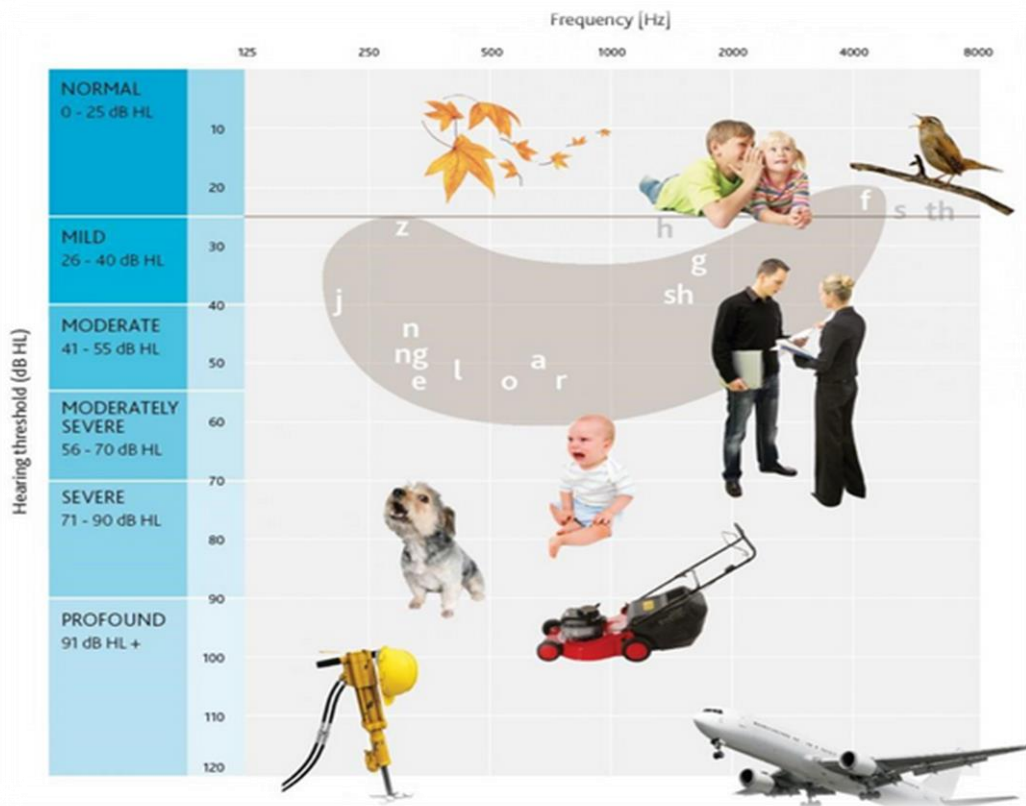 Frequency [Hz]
125 250 500 1000 2000 4000 8000
Hearing threshold (dB HL)
NORMAL
0 - 25 dB HL
10
20
MILD
26 - 40 dB HL
30
40
MODERATE
41 - 55 dB HL
50
MODERATELY
SEVERE
56 - 70 dB HL
60
70
SEVERE
71 - 90 dB HL
80
90
PROFOUND
91 dB HL +
100
110
120
f s th
z h
g
j sh
n
ng a
e l o r